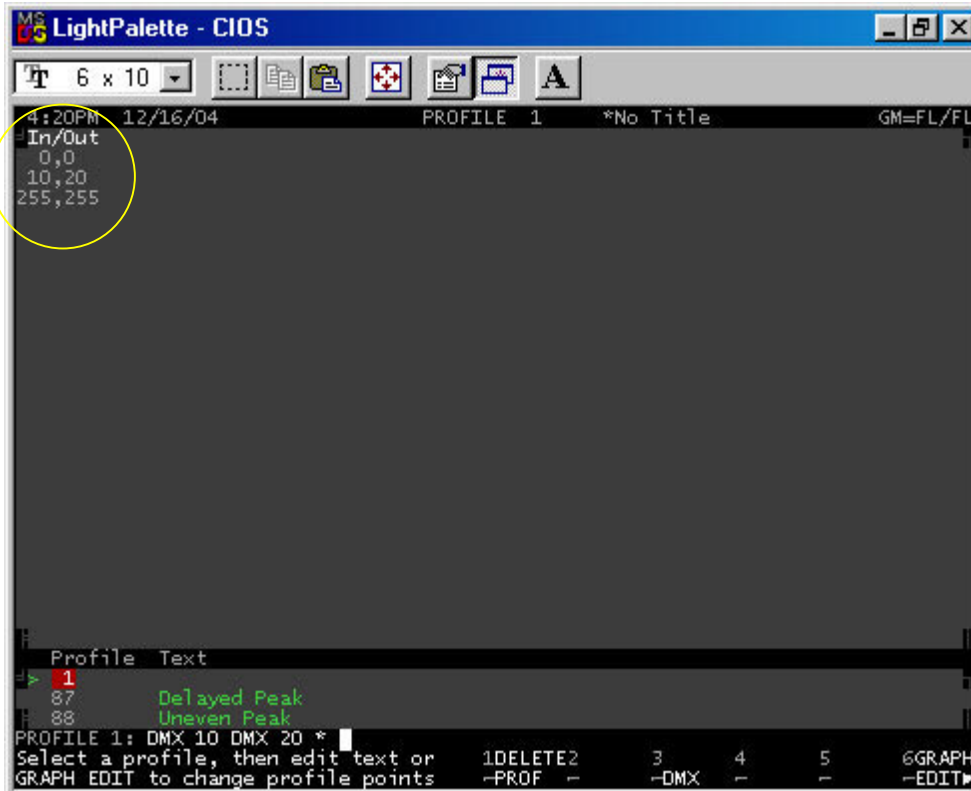 LightPalette - CIOS
6 x 10
4:20PM 12/16/04 PROFILE 1 *No Title GM=FL/FL
In/Out
0,0
10,20
255,255
Profile Text
> 1
87 Delayed Peak
88 Uneven Peak
PROFILE 1: DMX 10 DMX 20 *
Select a profile, then edit text or 1DELETE2 3 4 5 6GRAPH
GRAPH EDIT to change profile points PROF DMX EDIT